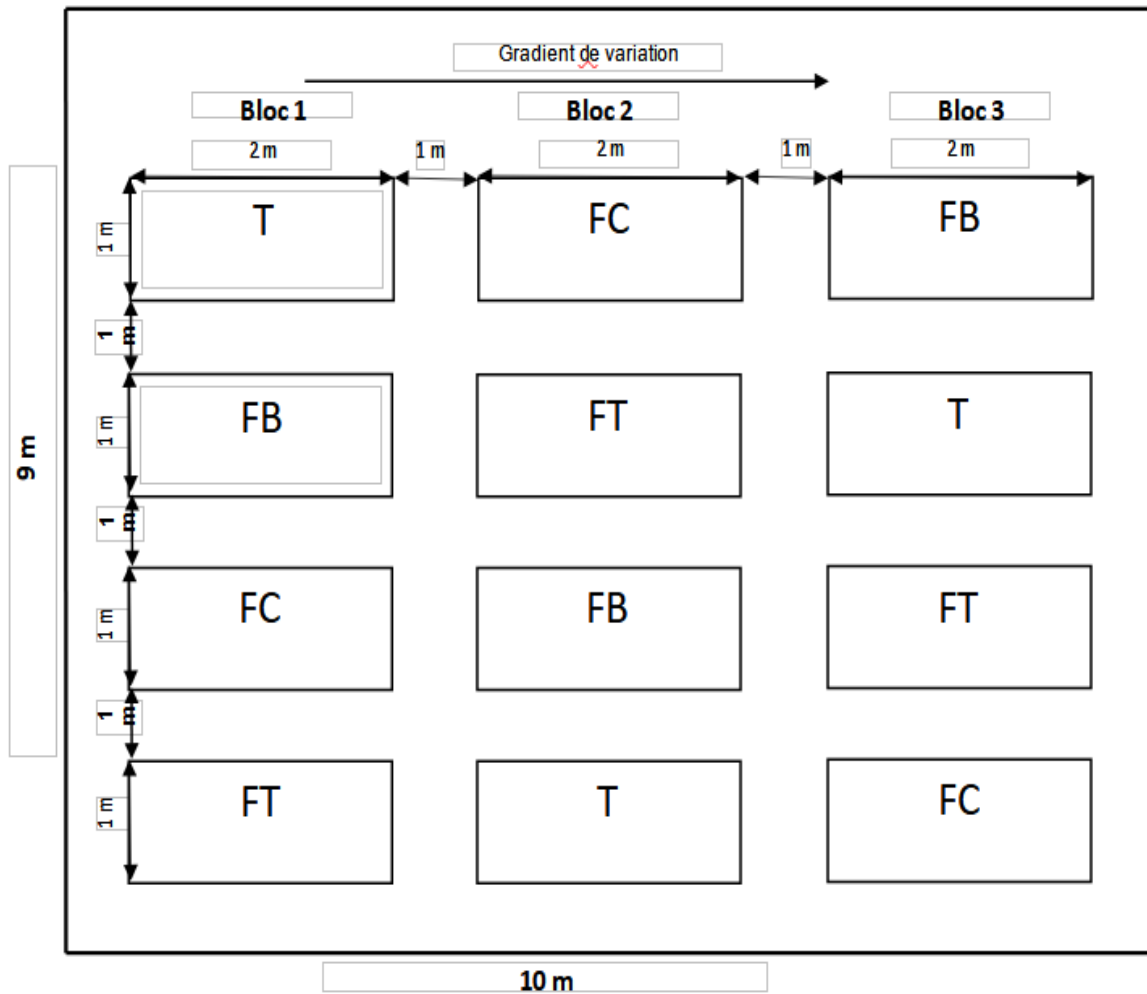 Gradient de variation
Bloc 1
Bloc 2
Bloc 3
2 m
1 m
2 m
1 m
2 m
1 m
T
FC
FB
1 m
1 m
FB
FT
T
9 m
1 m
1 m
FC
FB
FT
1 m
1 m
FT
T
FC
10 m